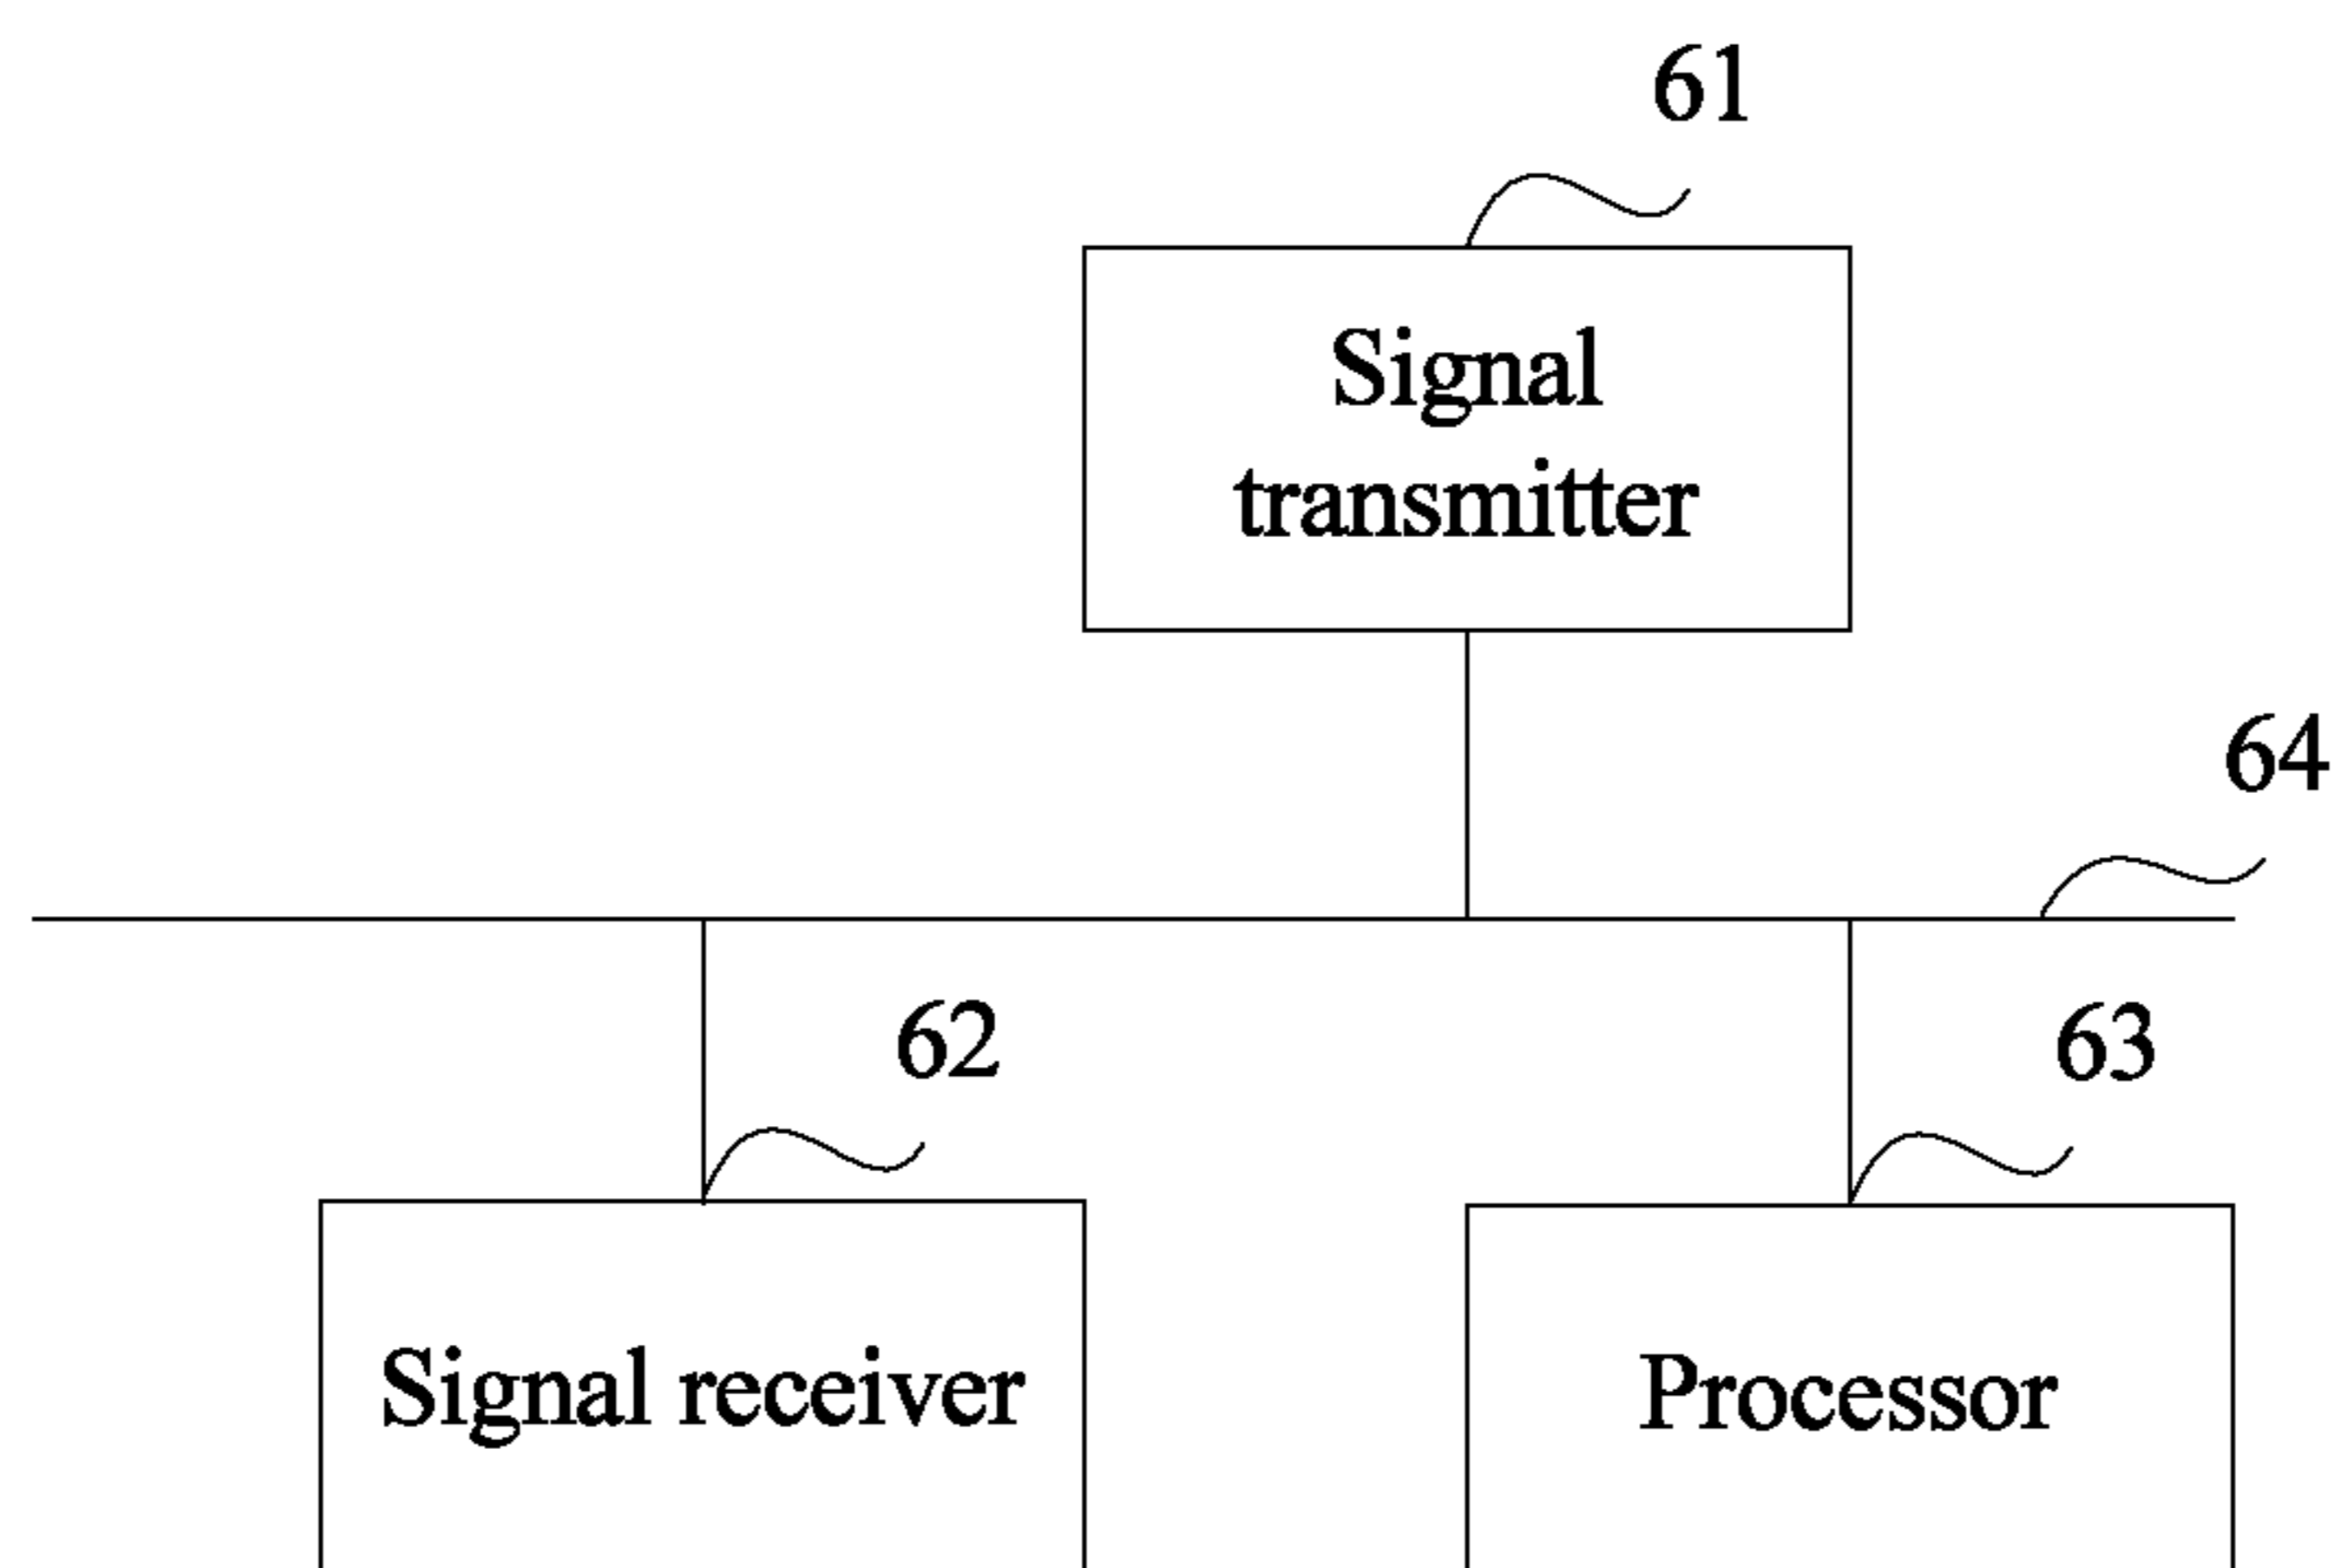 61
Signal
transmitter
64
62
63
Signal receiver
Processor